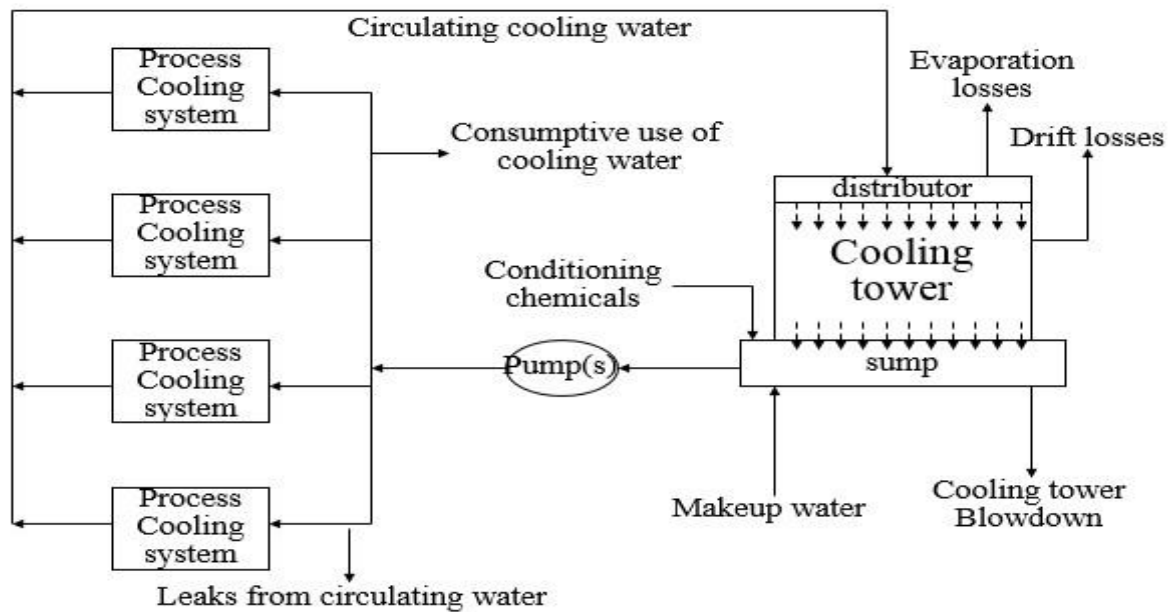 Circulating cooling water
Process
Cooling
system
Evaporation
losses
Consumptive use of
cooling water
Drift losses
distributor
Process
Cooling
system
Cooling
tower
Conditioning
chemicals
Process
Cooling
system
Pump(s)
sump
Process
Cooling
system
Makeup water
Cooling tower
Blowdown
Leaks from circulating water